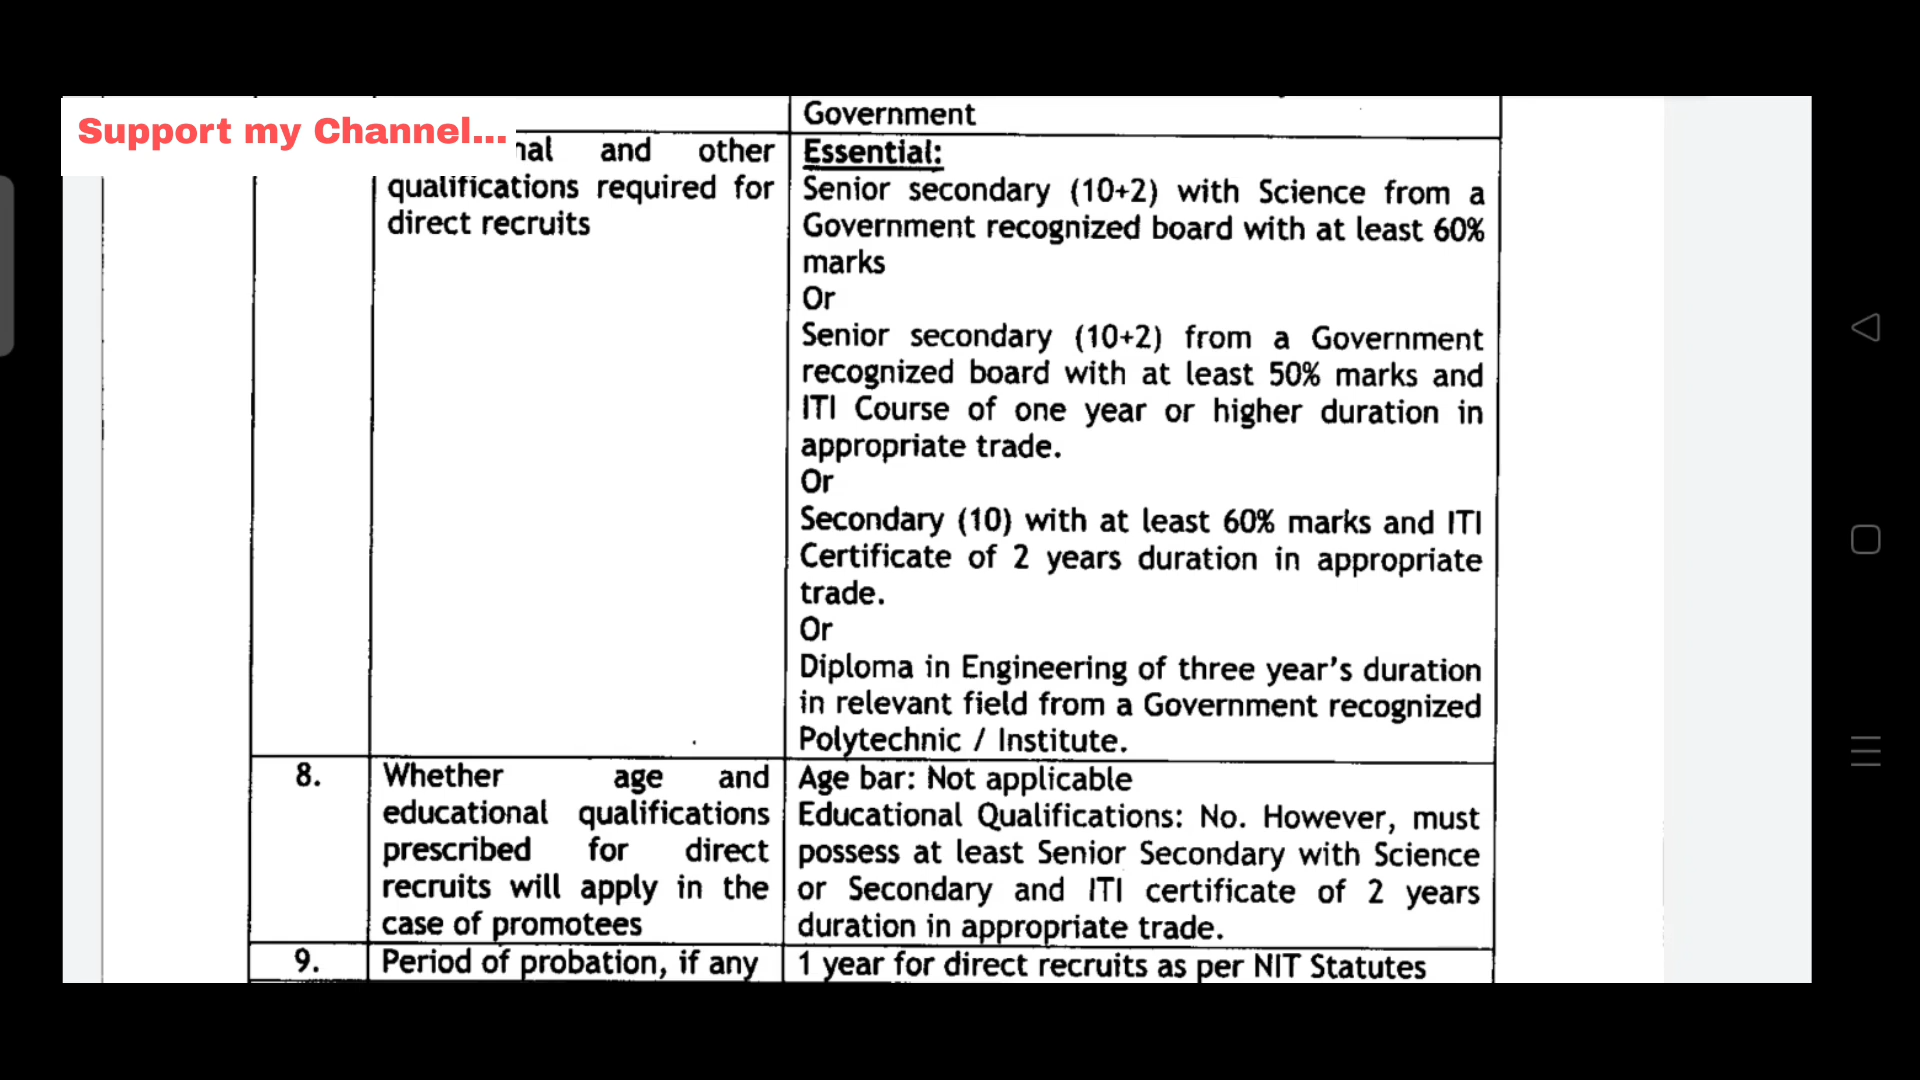 Government
Support my Channel...
and other
qualifications required for
direct recruits
Essential:
Senior secondary (10+2) with Science from a
Government recognized board with at least 60%
marks
Or
Senior secondary (10+2) from a Government
recognized board with at least 50% marks and
ITI Course of one year or higher duration in
appropriate trade.
Or
Secondary (10) with at least 60% marks and ITI
Certificate of 2 years duration in appropriate
trade.
Or
Diploma in Engineering of three year's duration
in relevant field from a Government recognized
Polytechnic / Institute.
8.
Whether age and
educational qualifications
prescribed for direct
recruits will apply in the
case of promotees
Age bar: Not applicable
Educational Qualifications: No. However, must
possess at least Senior Secondary with Science
or Secondary and ITI certificate of 2 years
duration in appropriate trade.
9.
Period of probation, if any
1 year for direct recruits as per NIT Statutes